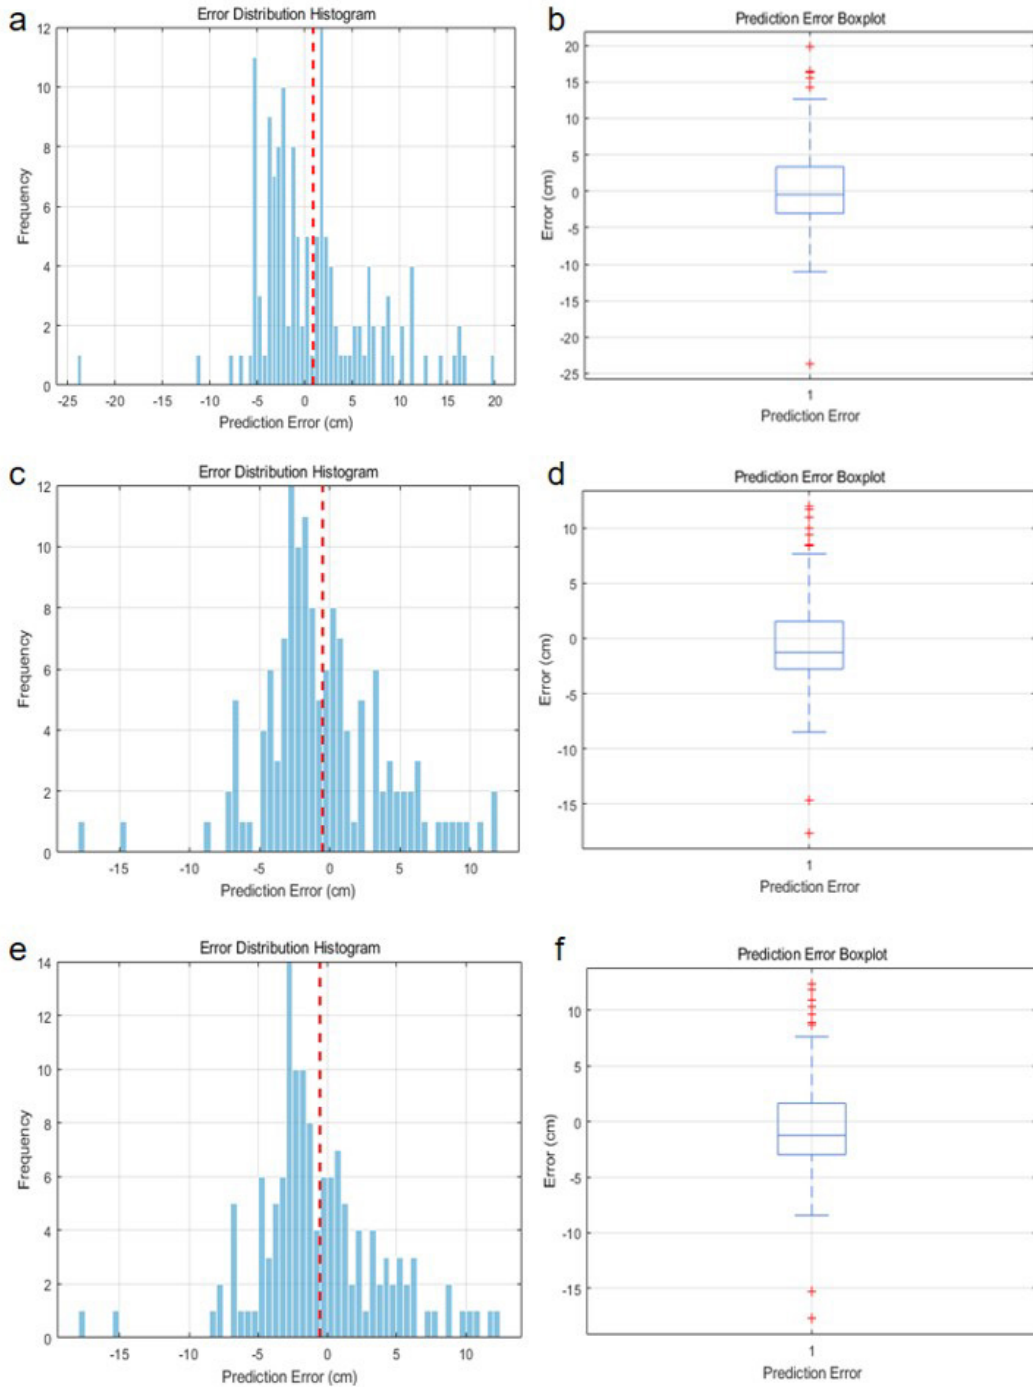 a
Error Distribution Histogram
12
10
8
6
4
2
0
Frequency
-25 -20 -15 -10 -5 0 5 10 15 20
Prediction Error (cm)
b
Prediction Error Boxplot
20
15
10
5
0
-5
-10
-15
-20
-25
Error (cm)
1
Prediction Error
c
Error Distribution Histogram
12
10
8
6
4
2
0
Frequency
-15 -10 -5 0 5 10
Prediction Error (cm)
d
Prediction Error Boxplot
10
5
0
-5
-10
-15
Error (cm)
1
Prediction Error
e
Error Distribution Histogram
14
12
10
8
6
4
2
0
Frequency
-15 -10 -5 0 5 10
Prediction Error (cm)
f
Prediction Error Boxplot
10
5
0
-5
-10
-15
Error (cm)
1
Prediction Error